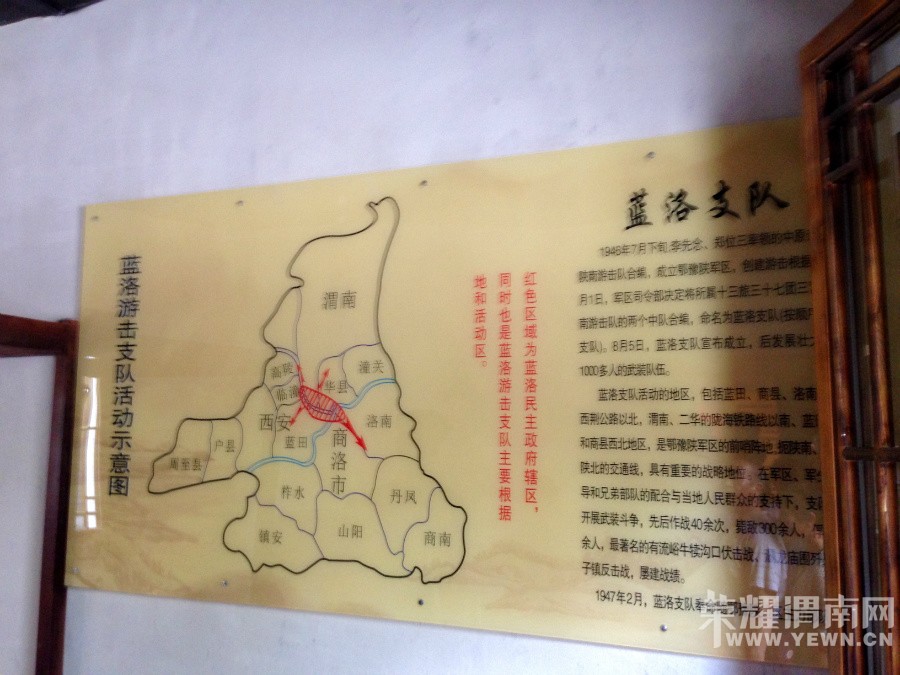 蓝洛支队
1946年7月下旬,李先念、郑位三率领的中原
陕南游击队合编，成立鄂豫陕军区，创建游击根据
月1日，军区司令部决定将所属十三旅三十七团三
南游击队的两个中队合编，命名为蓝洛支队(按顺序
支队)。8月5日，蓝洛支队宣布成立，后发展壮
1000多人的武装队伍。
蓝洛支队活动的地区，包括蓝田、商县、洛南
西荆公路以北，渭南、二华的陇海铁路线以南、蓝
和商县西北地区，是鄂豫陕军区的前哨阵地，扼陕南、
陕北的交通线，具有重要的战略地位。在军区、军分
导和兄弟部队的配合与当地人民群众的支持下，支
开展武装斗争，先后作战40余次，毙敌300余人，
余人，最著名的有流峪牛犊沟口伏击战、庙围歼
子镇反击战，屡建战绩。
1947年2月，蓝洛支队奉
红色区域为蓝洛民主政府辖区，
同时也是蓝洛游击支队主要根据
地和活动区。
蓝洛游击支队活动示意图
渭南
潼关
高陵
华县
临潼
西安
洛南
户县
蓝田
商洛市
周至县
柞水
丹凤
镇安
山阳
商南
荣耀渭南网
WWW.YEWN.CN